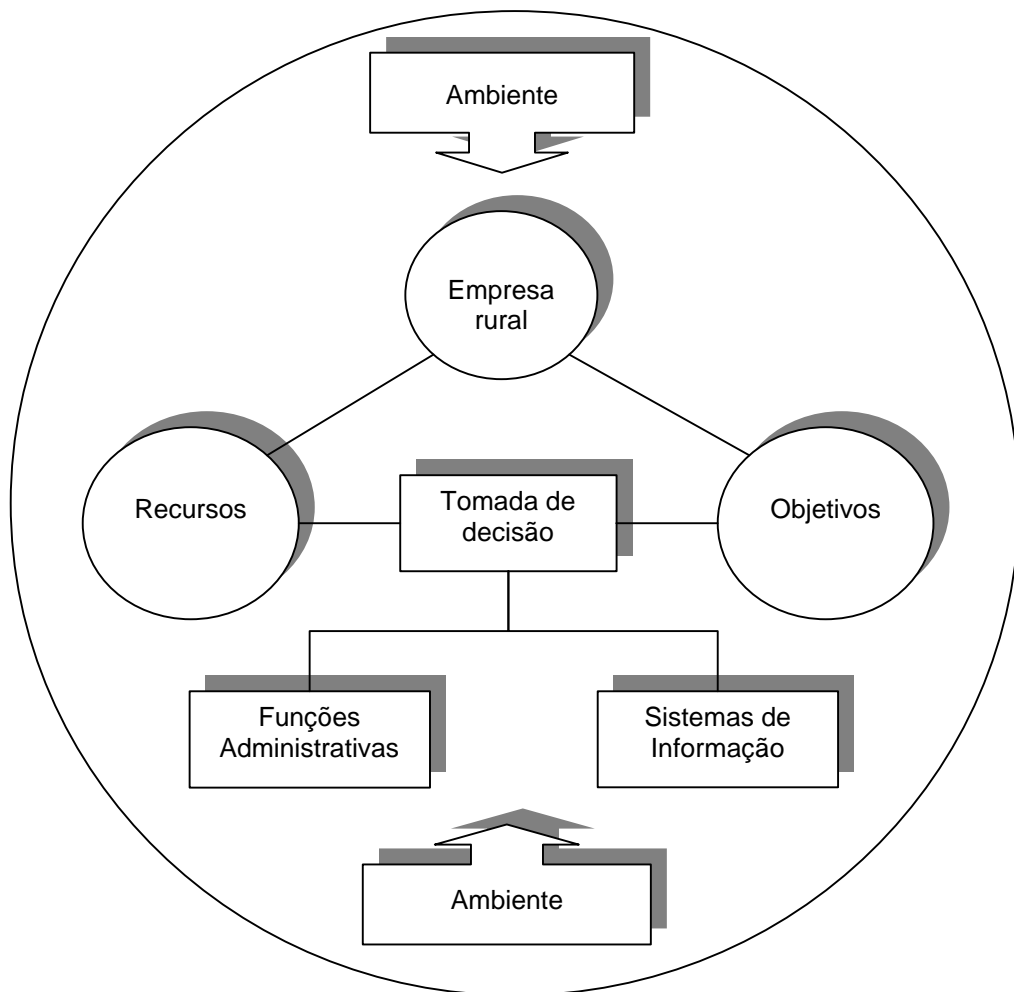 Ambiente
Empresa
rural
Recursos
Tomada de
decisão
Objetivos
Funções
Administrativas
Sistemas de
Informação
Ambiente